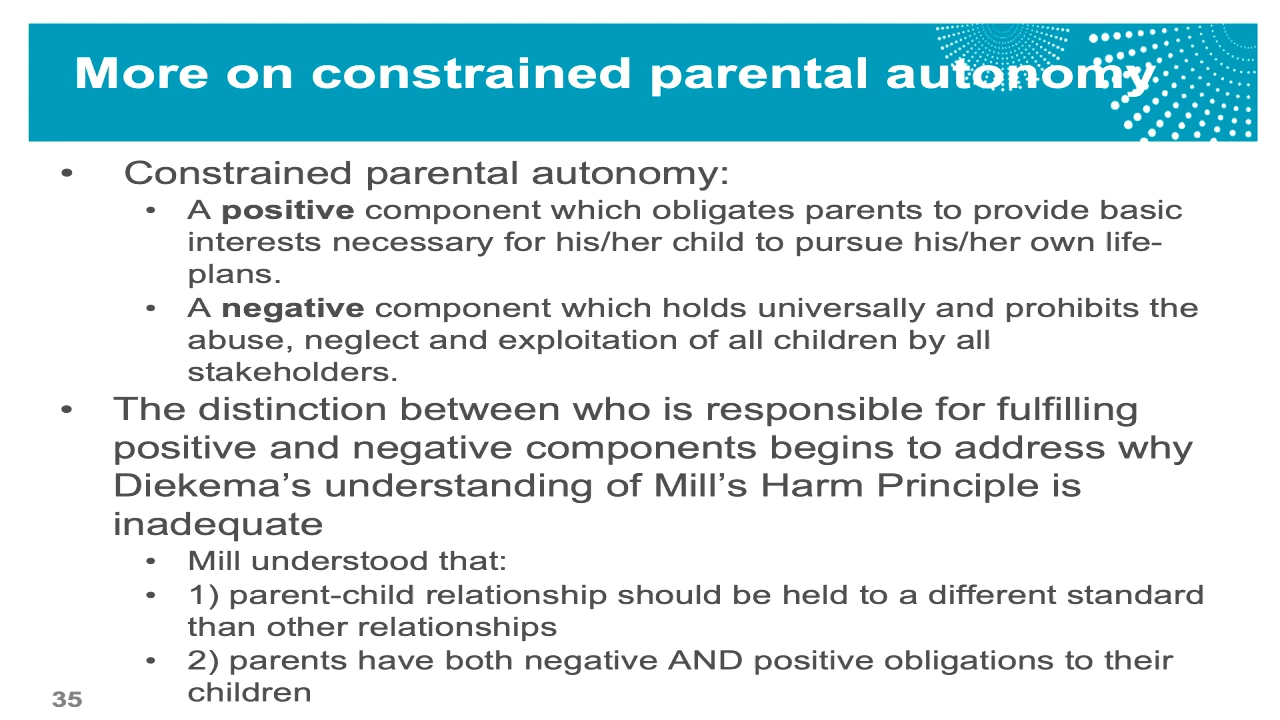 More on constrained parental autonomy
• Constrained parental autonomy:
• A positive component which obligates parents to provide basic
interests necessary for his/her child to pursue his/her own life-
plans.
• A negative component which holds universally and prohibits the
abuse, neglect and exploitation of all children by all
stakeholders.
• The distinction between who is responsible for fulfilling
positive and negative components begins to address why
Diekema’s understanding of Mill’s Harm Principle is
inadequate
• Mill understood that:
• 1) parent-child relationship should be held to a different standard
than other relationships
• 2) parents have both negative AND positive obligations to their
children
35